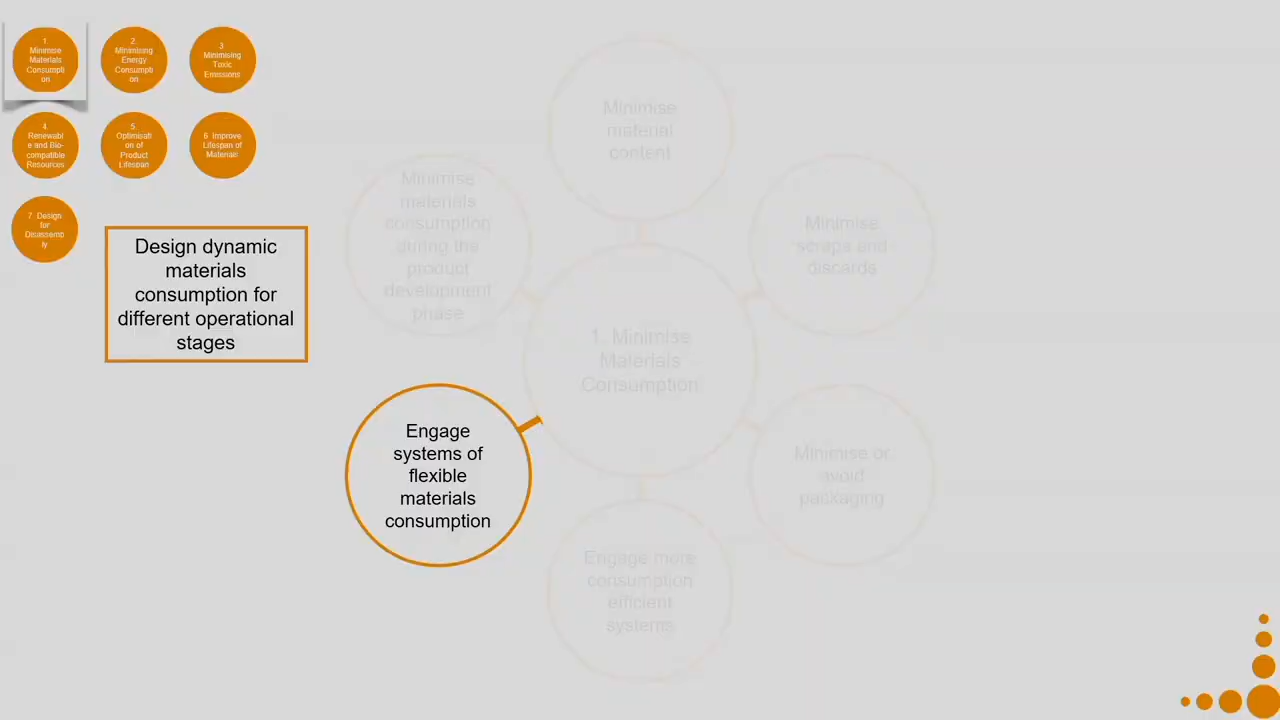 1.
Minimise
Materials
Consumpti
on
2.
Minimising
Energy
Consumpti
on
3.
Minimising
Toxic
Emissions
4.
Renewabl
e and Bio-
compatible
Resources
5.
Optimisati
on of
Product
Lifespan
6. Improve
Lifespan of
Materials
7. Design
for
Disassemb
ly
Design dynamic
materials
consumption for
different operational
stages
Minimise
material
content
Minimise
materials
consumption
during the
product
development
phase
Minimise
scraps and
discards
1. Minimise
Materials
Consumption
Engage
systems of
flexible
materials
consumption
Minimise or
avoid
packaging
Engage more
consumption
efficient
systems